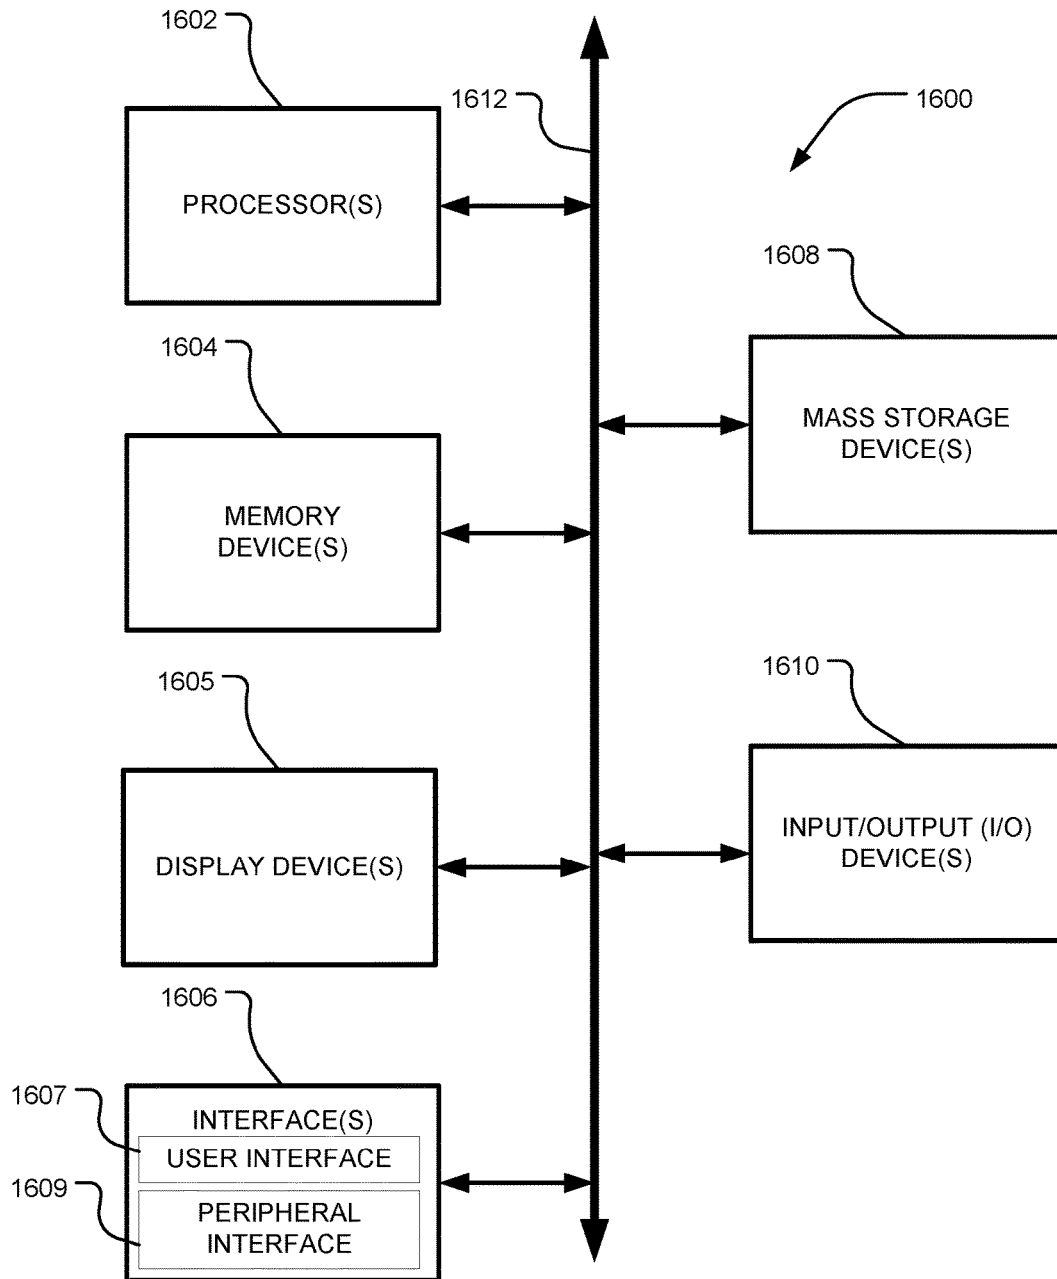 1602
1612
1600
PROCESSOR(S)
1608
1604
MASS STORAGE
DEVICE(S)
MEMORY
DEVICE(S)
1605
1610
INPUT/OUTPUT (I/O)
DEVICE(S)
DISPLAY DEVICE(S)
1606
1607
INTERFACE(S)
USER INTERFACE
1609
PERIPHERAL
INTERFACE